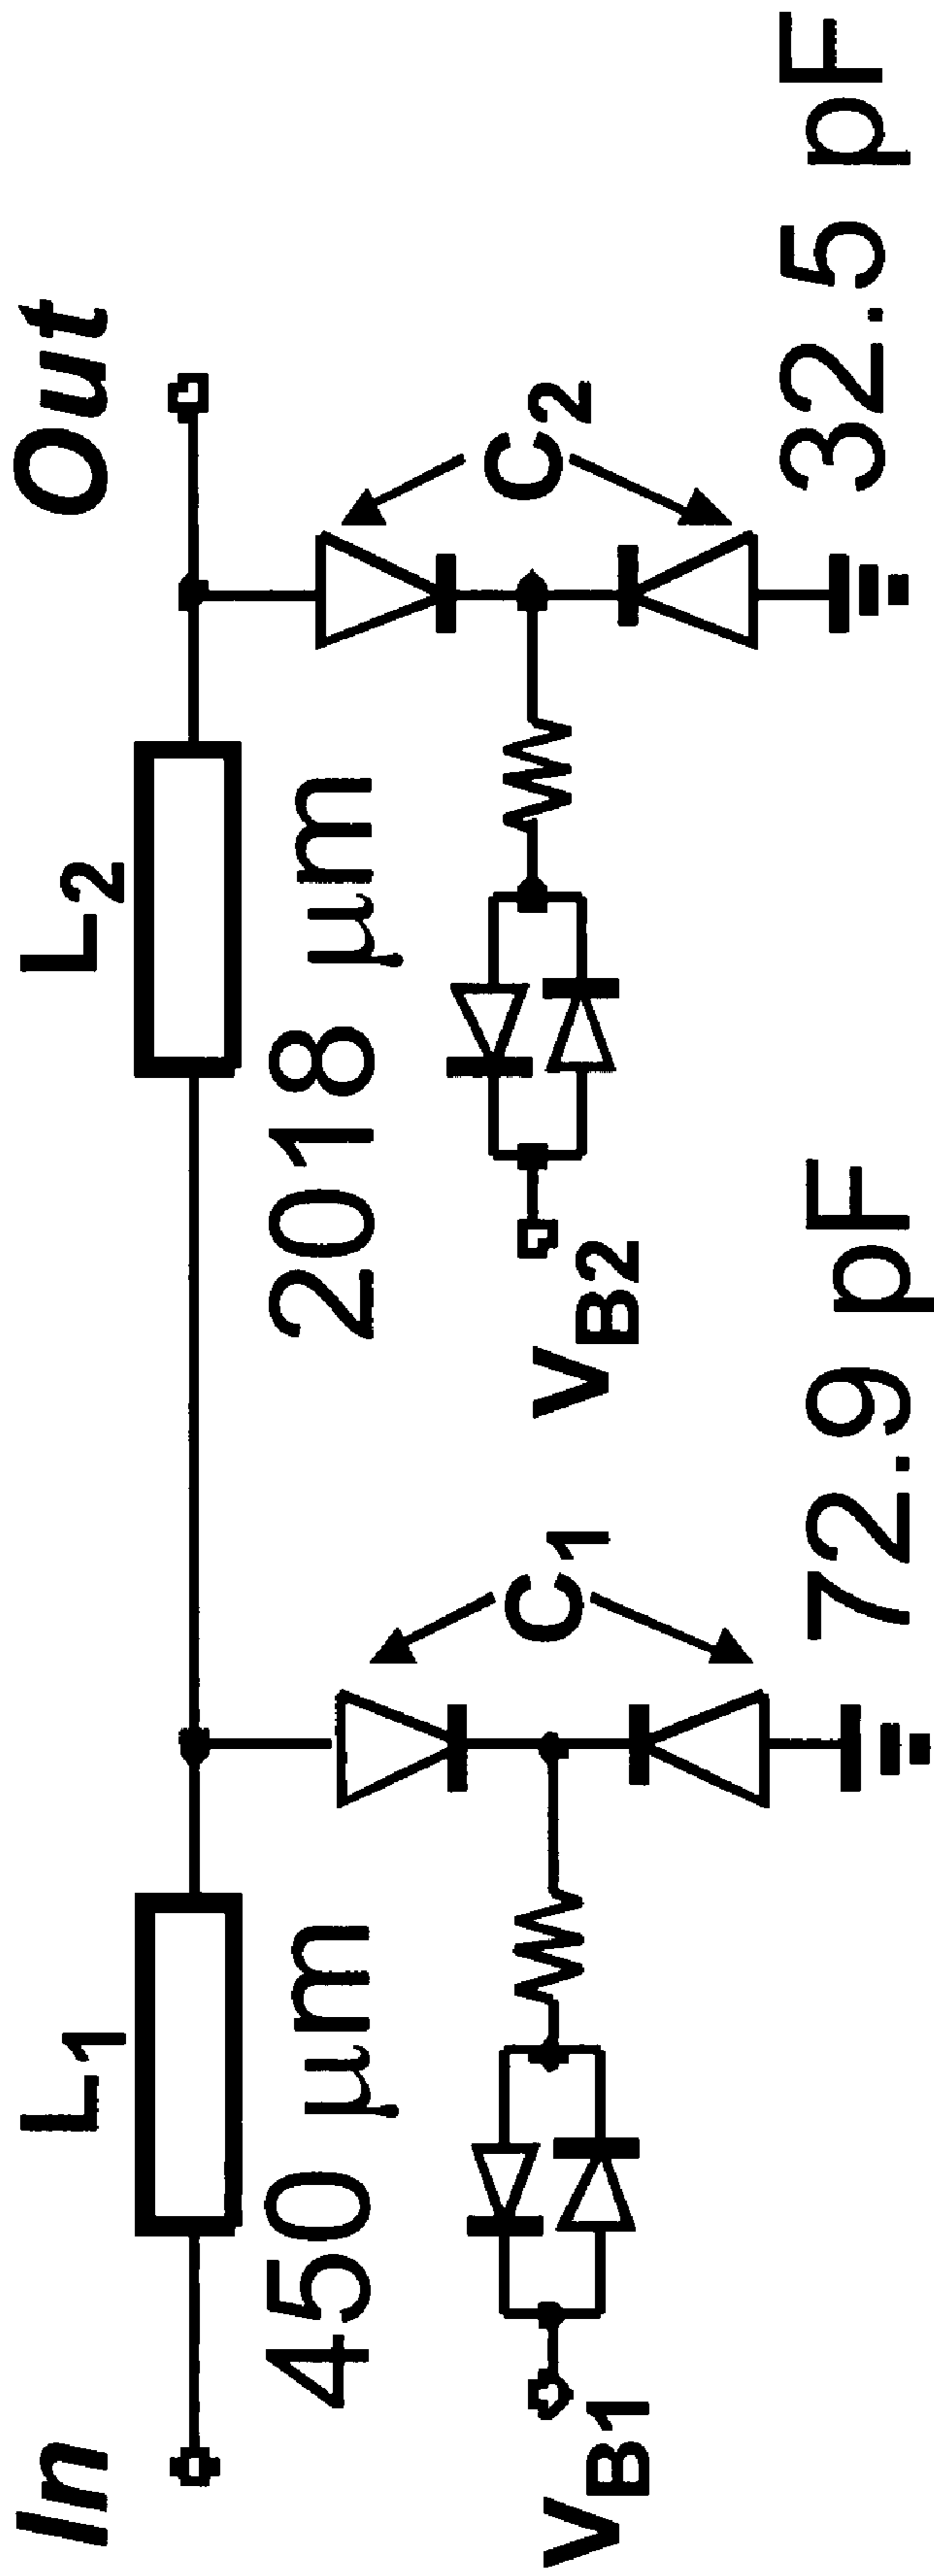 In
L1
450 μm
L2
2018 μm
Out
VB1
C1
72.9 pF
VB2
C2
32.5 pF